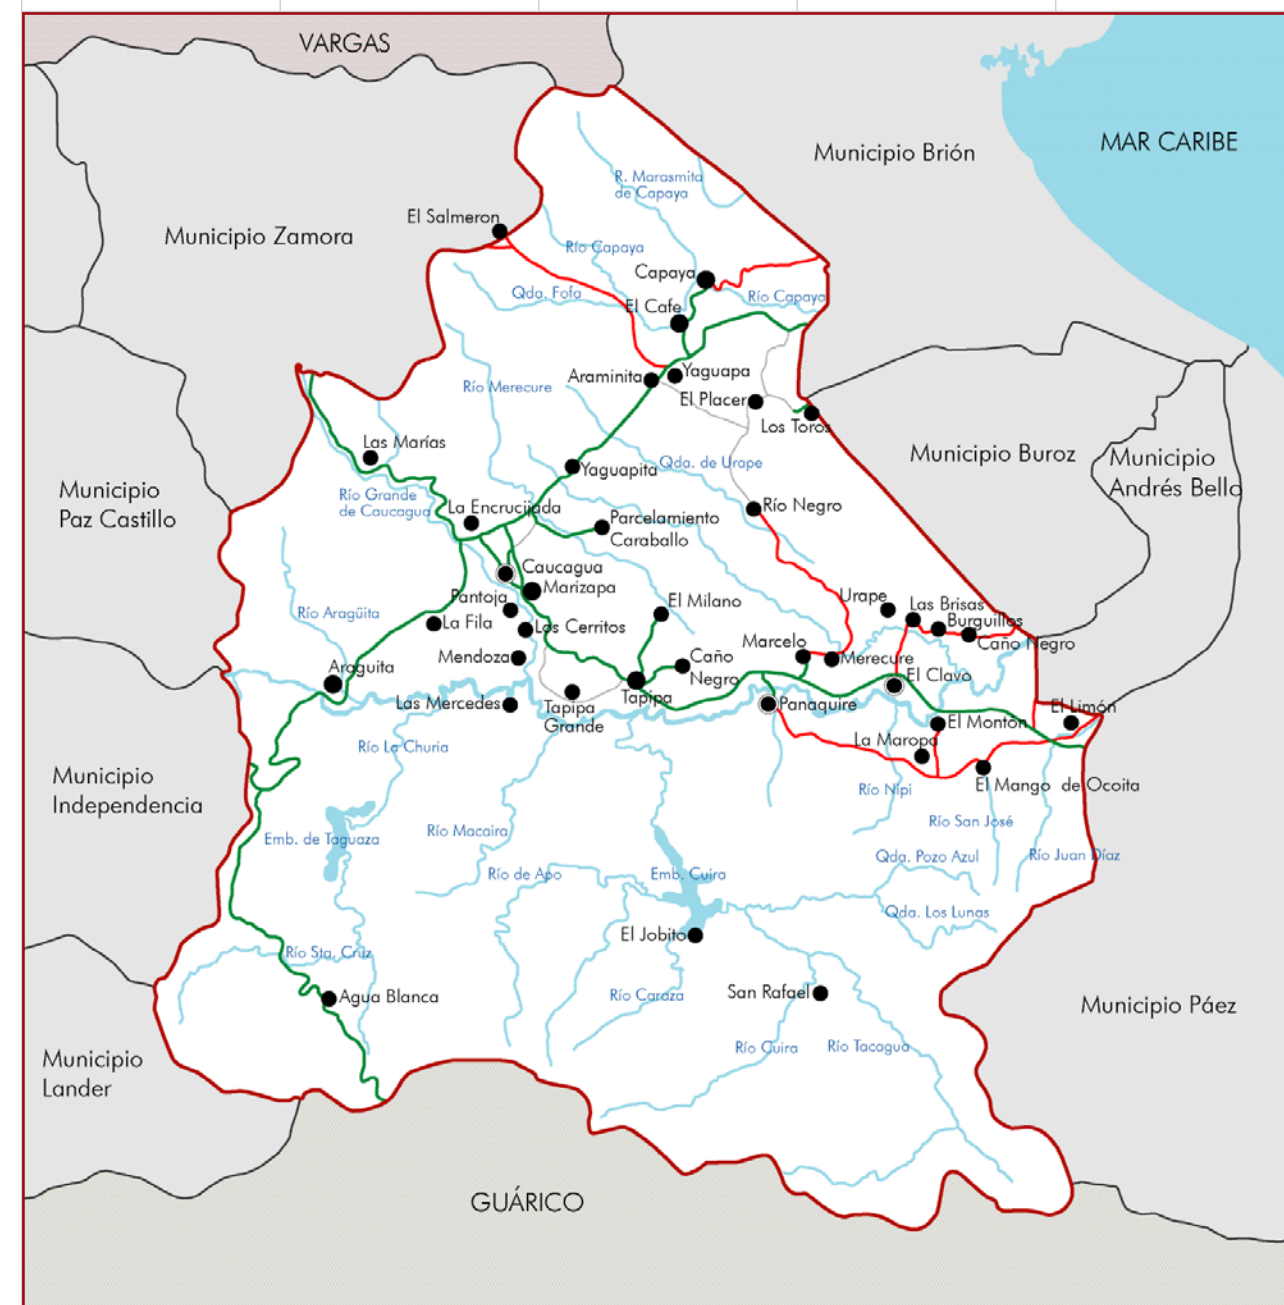 VARGAS
MAR CARIBE
Municipio Brión
R. Marasmita
de Capaya
El Salmeron
Municipio Zamora
Río Capaya
Capaya
Qda. Fofa
Río Capaya
El Cafe
Araminita
Yaguapa
Río Merecure
El Placer
Los Toros
Las Marías
Municipio Buroz
Municipio
Andrés Bello
Yaguapita
Qda. de Urape
Municipio
Paz Castillo
Río Grande
de Caucagua
La Encrucijada
Río Negro
Parcelamiento
Caraballo
Caucagua
Marizapa
Pantoja
El Milano
Urape
Las Brisas
Río Aragüita
La Fila
Los Cerritos
Burguillos
Marcelo
Caño Negro
Mendoza
Caño
Negro
Merecure
Araguita
El Clavo
Las Mercedes
Tapipa
Grande
Tapipa
Panaquire
El Limón
El Montón
La Maropa
Río La Churia
Municipio
Independencia
El Mango de Ocoita
Río Nipi
Río San José
Río Macaira
Emb. de Taguaza
Qda. Pozo Azul
Río Juan Díaz
Río de Apo
Emb. Cuira
Qda. Los Lunas
El Jobito
Río Sta. Cruz
Agua Blanca
Río Caraza
San Rafael
Municipio Páez
Río Cuira
Río Tacagua
Municipio
Lander
GUÁRICO